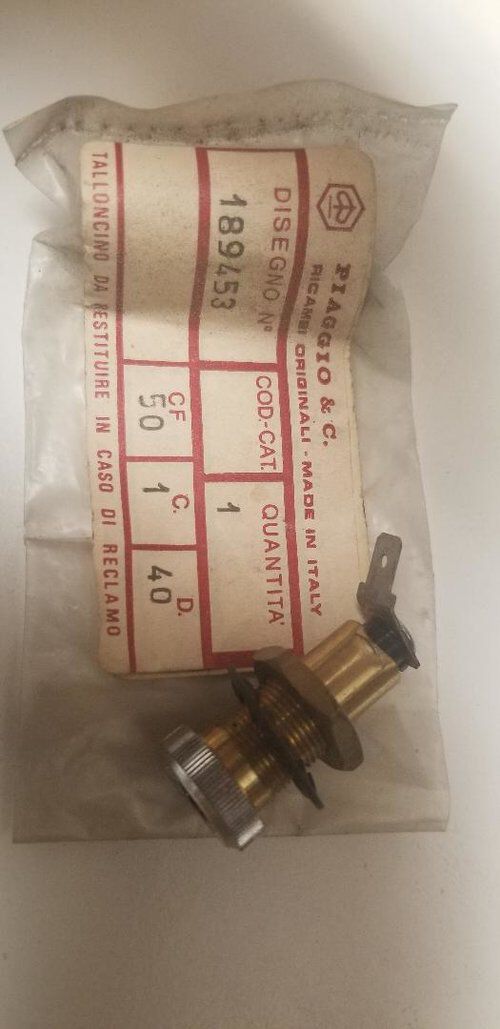 PIAGGIO & C.
RICAMBI ORIGINALI - MADE IN ITALY
DISEGNO N° COD.-CAT. QUANTITA'
189453 1
CF C. D.
50 1 40
TALLONCINO DA RESTITUIRE IN CASO DI RECLAMO